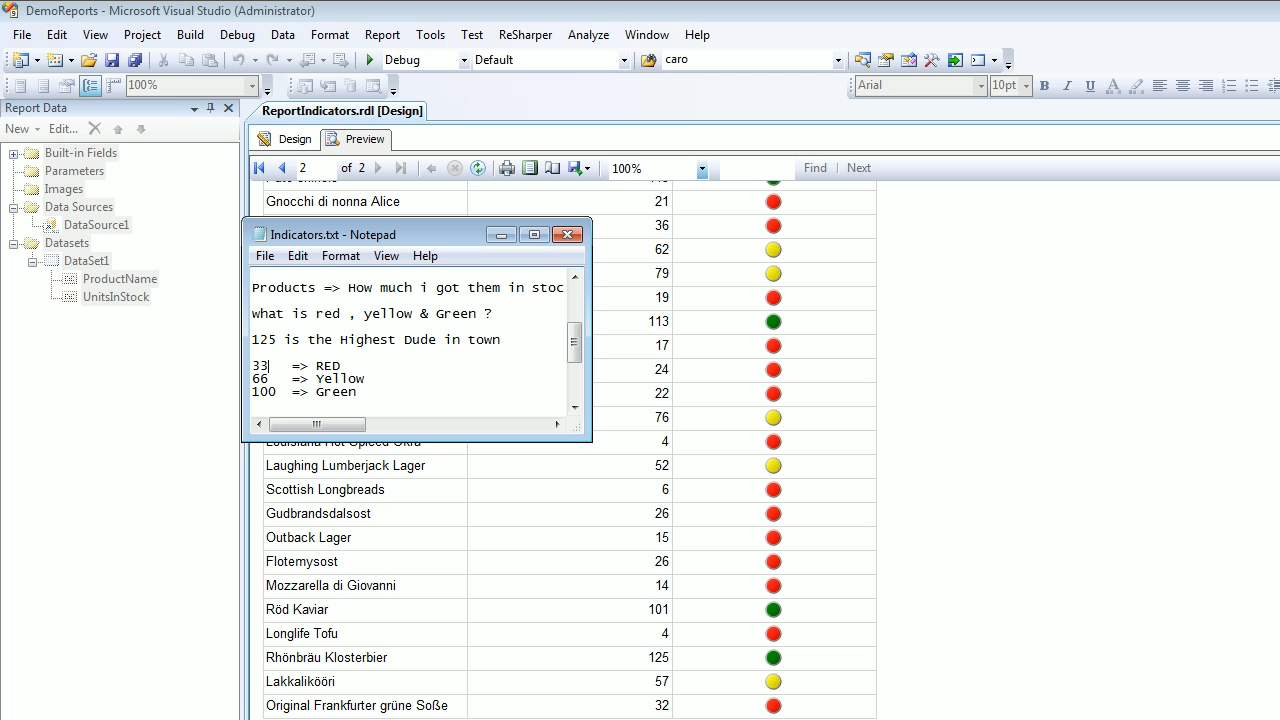 DemoReports - Microsoft Visual Studio (Administrator)
File Edit View Project Build Debug Data Format Report Tools Test ReSharper Analyze Window Help
Debug Default caro
100% Arial 10pt B I U A
Report Data
ReportIndicators.rdl [Design]
New Edit...
Design Preview
Built-in Fields
Parameters
Images
Data Sources
DataSource1
Datasets
DataSet1
ProductName
UnitsInStock
2 of 2 100% Find Next
Gnocchi di nonna Alice 21
36
62
79
19
113
17
24
22
76
Louisiana Hot Spiced Okra 4
Laughing Lumberjack Lager 52
Scottish Longbreads 6
Gudbrandsdalsost 26
Outback Lager 15
Flotemysost 26
Mozzarella di Giovanni 14
Röd Kaviar 101
Longlife Tofu 4
Rhönbräu Klosterbier 125
Lakkalikööri 57
Original Frankfurter grüne Soße 32
Indicators.txt - Notepad
File Edit Format View Help
Products => How much i got them in stoc
what is red , yellow & Green ?
125 is the Highest Dude in town
33 => RED
66 => Yellow
100 => Green